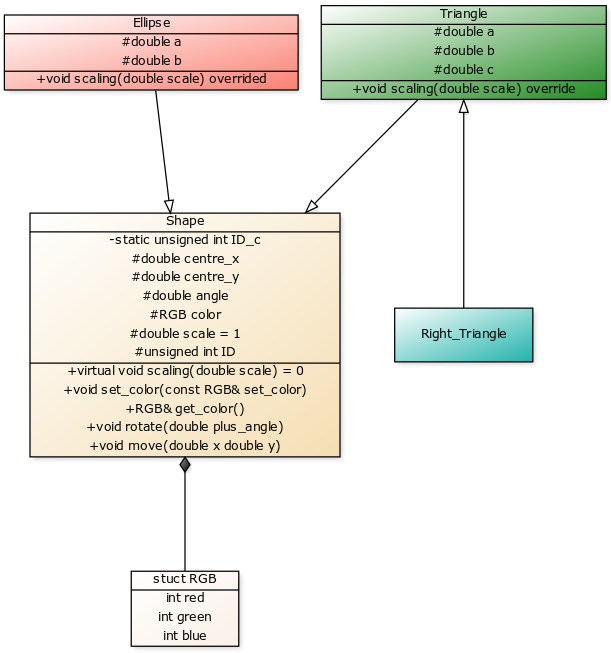 Ellipse
#double a
#double b
+void scaling(double scale) overrided
Triangle
#double a
#double b
#double c
+void scaling(double scale) override
Shape
-static unsigned int ID_c
#double centre_x
#double centre_y
#double angle
#RGB color
#double scale = 1
#unsigned int ID
+virtual void scaling(double scale) = 0
+void set_color(const RGB& set_color)
+RGB& get_color()
+void rotate(double plus_angle)
+void move(double x double y)
Right_Triangle
stuct RGB
int red
int green
int blue